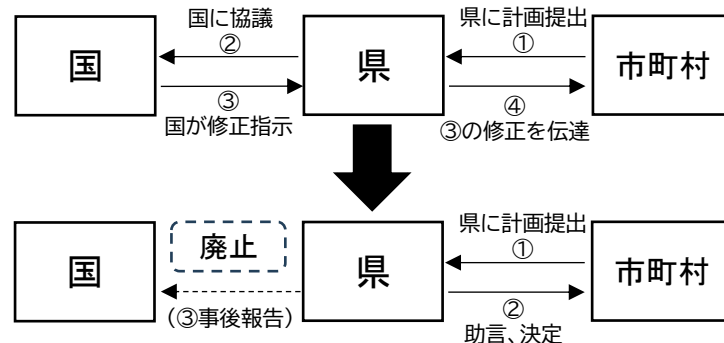 国に協議
②
県に計画提出
①
国
県
市町村
③
国が修正指示
④
③の修正を伝達
廃止
県に計画提出
①
国
県
市町村
(③事後報告)
②
助言、決定